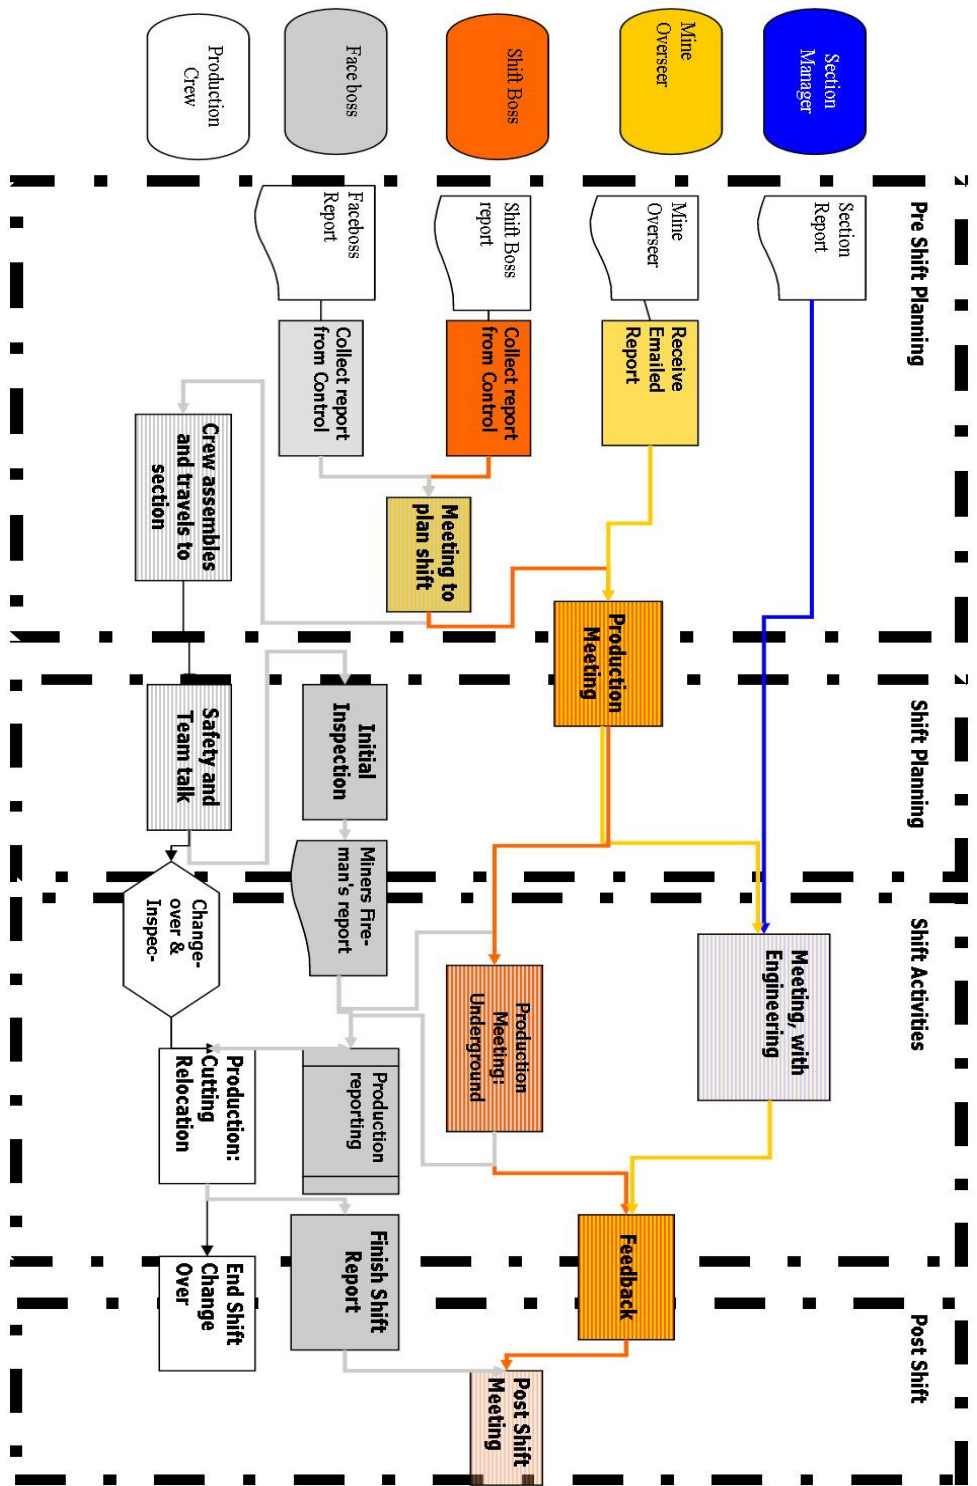 Section
Manager
Mine
Overseer
Shift Boss
Face boss
Production
Crew
Pre Shift Planning
Shift Planning
Shift Activities
Post Shift
Section
Report
Meeting, with
Engineering
Mine
Overseer
Receive
Emailed
Report
Production
Meeting
Feedback
Shift Boss
report
Collect report
from Control
Meeting to
plan shift
Production
Meeting:
Underground
Post Shift
Meeting
Faceboss
Report
Collect report
from Control
Initial
Inspection
Miners Fire-
man's report
Production
reporting
Finish Shift
Report
Crew assembles
and travels to
section
Safety and
Team talk
Change-
over &
Inspec-
Production:
Cutting
Relocation
End Shift
Change
Over